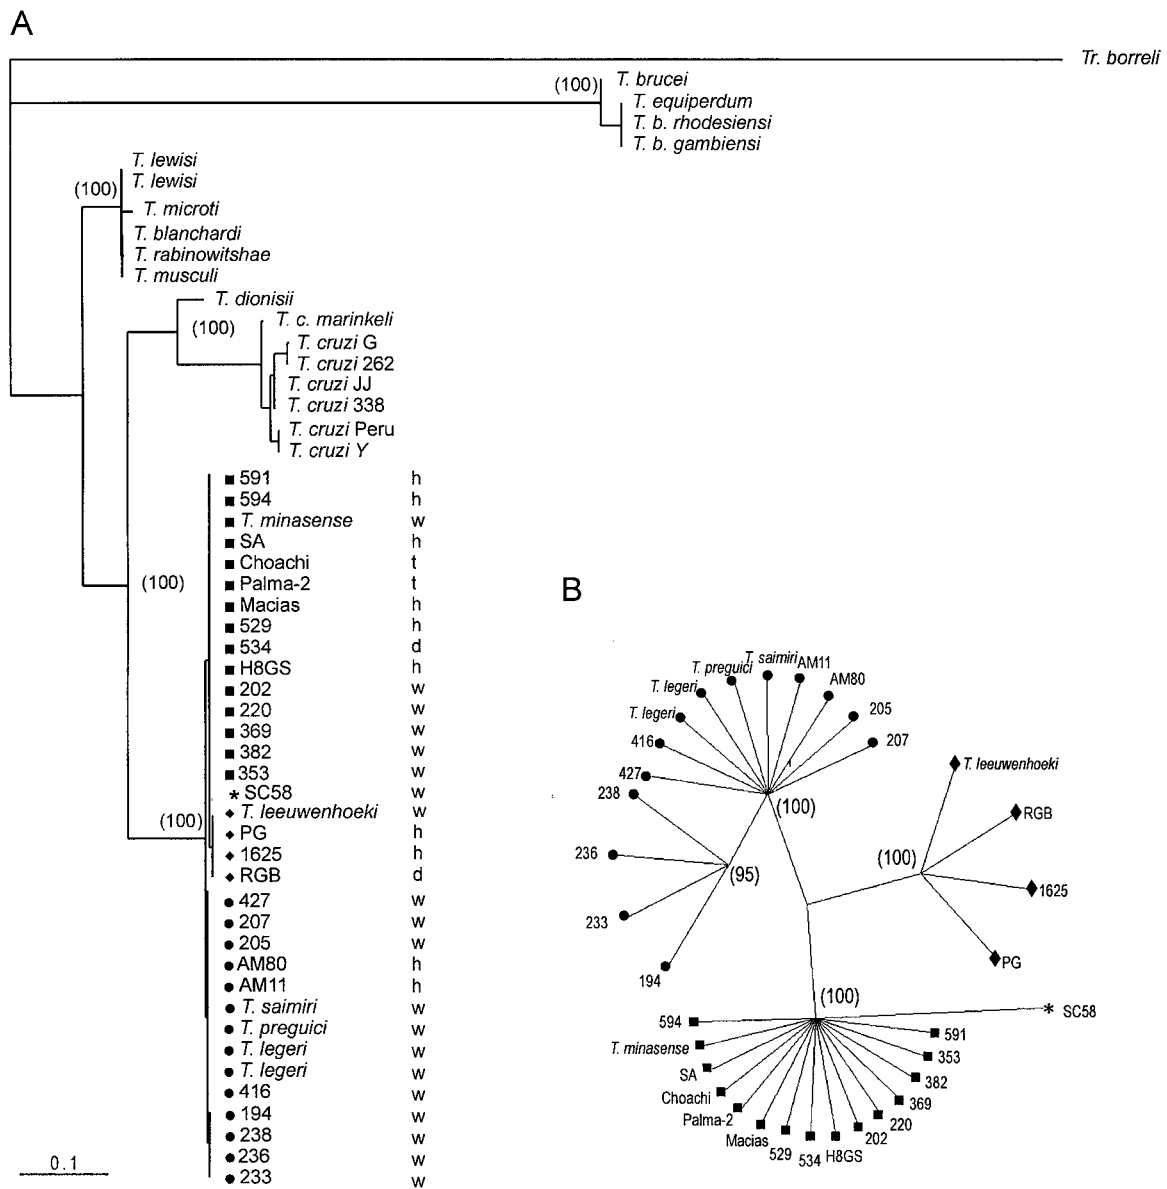 A
Tr. borreli
(100)
T. brucei
T. equiperdum
T. b. rhodesiensi
T. b. gambiensi
T. lewisi
(100)
T. lewisi
T. microti
T. blanchardi
T. rabinowitshae
T. musculi
T. dionisii
(100)
T. c. marinkeli
T. cruzi G
T. cruzi 262
T. cruzi JJ
T. cruzi 338
T. cruzi Peru
T. cruzi Y
■ 591 h
■ 594 h
■ T. minasense w
■ SA h
■ Choachi t
(100)
■ Palma-2 t
■ Macias h
■ 529 h
■ 534 d
■ H8GS h
■ 202 w
■ 220 w
■ 369 w
■ 382 w
■ 353 w
* SC58 w
(100)
◆ T. leeuwenhoeki w
◆ PG h
◆ 1625 h
◆ RGB d
● 427 w
● 207 w
● 205 w
● AM80 h
● AM11 h
● T. saimiri w
● T. preguici w
● T. legeri w
● T. legeri w
● 416 w
● 194 w
● 238 w
● 236 w
● 233 w
0.1
B
T. saimiri
AM11
T. preguici
AM80
T. legeri
205
T. legeri
207
416
427
T. leeuwenhoeki
238
(100)
RGB
236
(95)
(100)
1625
233
PG
194
(100)
SC58
594
591
T. minasense
353
SA
382
Choachi
369
Palma-2
220
Macias
202
529
534
H8GS